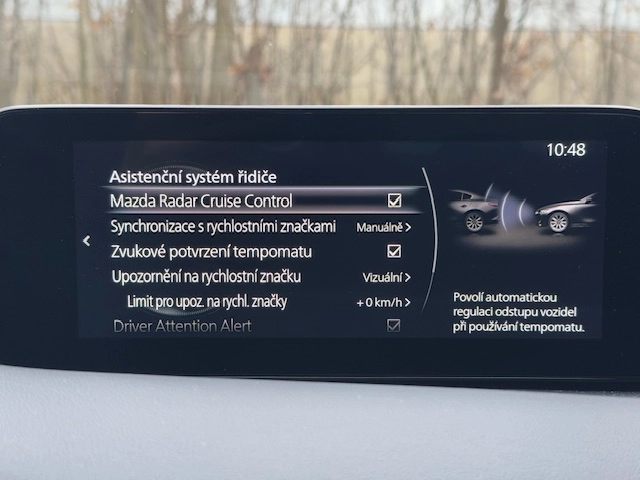 10:48
Asistenční systém řidiče
Mazda Radar Cruise Control
Synchronizace s rychlostními značkami Manuálně
Zvukové potvrzení tempomatu
Upozornění na rychlostní značku Vizuální
Limit pro upoz. na rychl. značky + 0 km/h
Driver Attention Alert
Povolí automatickou
regulaci odstupu vozidel
při používání tempomatu.